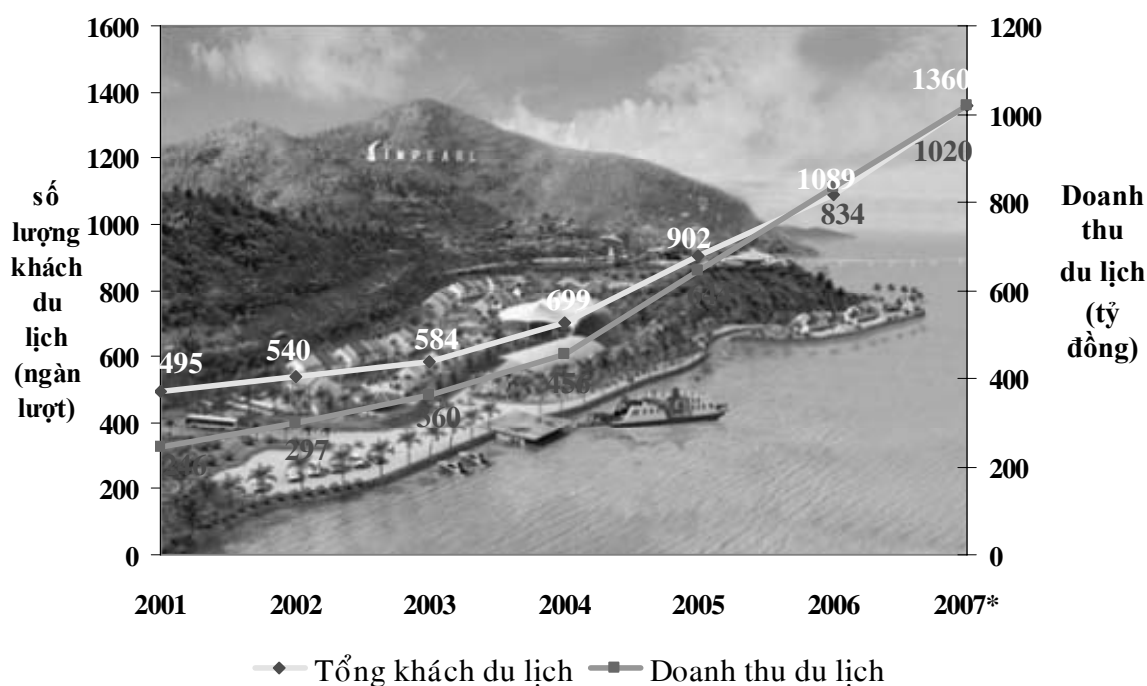 1600
1400
1200
1000
800
600
400
200
0
số
lượng
khách
du
lịch
(ngàn
lượt)
1200
1000
800
600
400
200
0
Doanh
thu
du lịch
(tỷ
đồng)
495
540
584
699
902
1089
1360
297
360
834
1020
2001
2002
2003
2004
2005
2006
2007*
Tổng khách du lịch
Doanh thu du lịch